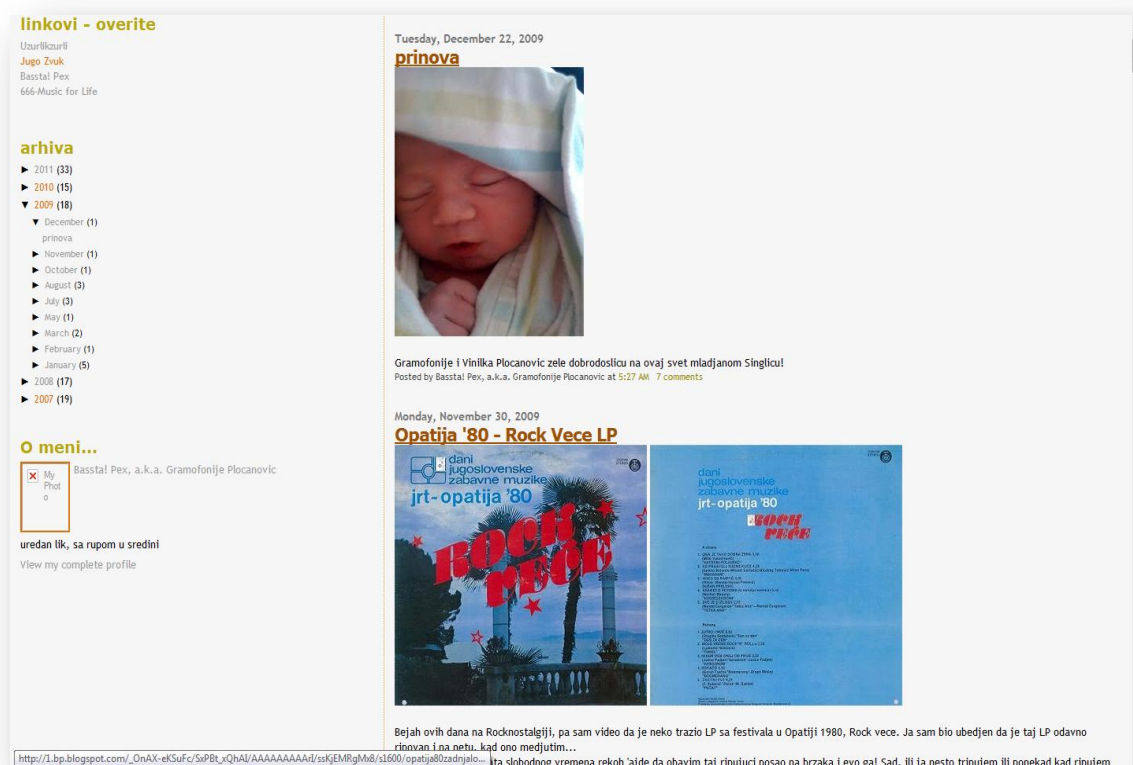 linkovi - overite
Uzurlikzurli
Jugo Zvuk
Bassta! Pex
666-Music for Life
arhiva
► 2011 (33)
► 2010 (15)
▼ 2009 (18)
▼ December (1)
prinova
► November (1)
► October (1)
► August (3)
► July (3)
► May (1)
► March (2)
► February (1)
► January (5)
► 2008 (17)
► 2007 (19)
O meni...
My
Phot
o
Bassta! Pex, a.k.a. Gramofonije Plocanovic
uredan lik, sa rupom u sredini
View my complete profile
Tuesday, December 22, 2009
prinova
Gramofonije i Vinilka Plocanovic zele dobrodoslicu na ovaj svet mladjanom Singlicu!
Posted by Bassta! Pex, a.k.a. Gramofonije Plocanovic at 5:27 AM 7 comments
Monday, November 30, 2009
Opatija '80 - Rock Vece LP
dani
jugoslovenske
zabavne muzike
jrt-opatija '80
ROCK
VEČE
dani
jugoslovenske
zabavne muzike
jrt-opatija '80
ROCK
VEČE
Bejah ovih dana na Rocknostalgiji, pa sam video da je neko trazio LP sa festivala u Opatiji 1980, Rock vece. Ja sam bio ubedjen da je taj LP odavno
ripovan i na netu, kad ono medjutim...
slobodnog vremena rekoh 'ajde da obavim taj ripujuci posao na brzaka i evo ga! Sad, ili ja nesto tripujem ili ponekad kad ripujem
http://1.bp.blogspot.com/_OnAX-eKSuFc/SxPBt_xQhAI/AAAAAAAAArI/ssKjEMRgMx8/s1600/opatija80zadnjalo...